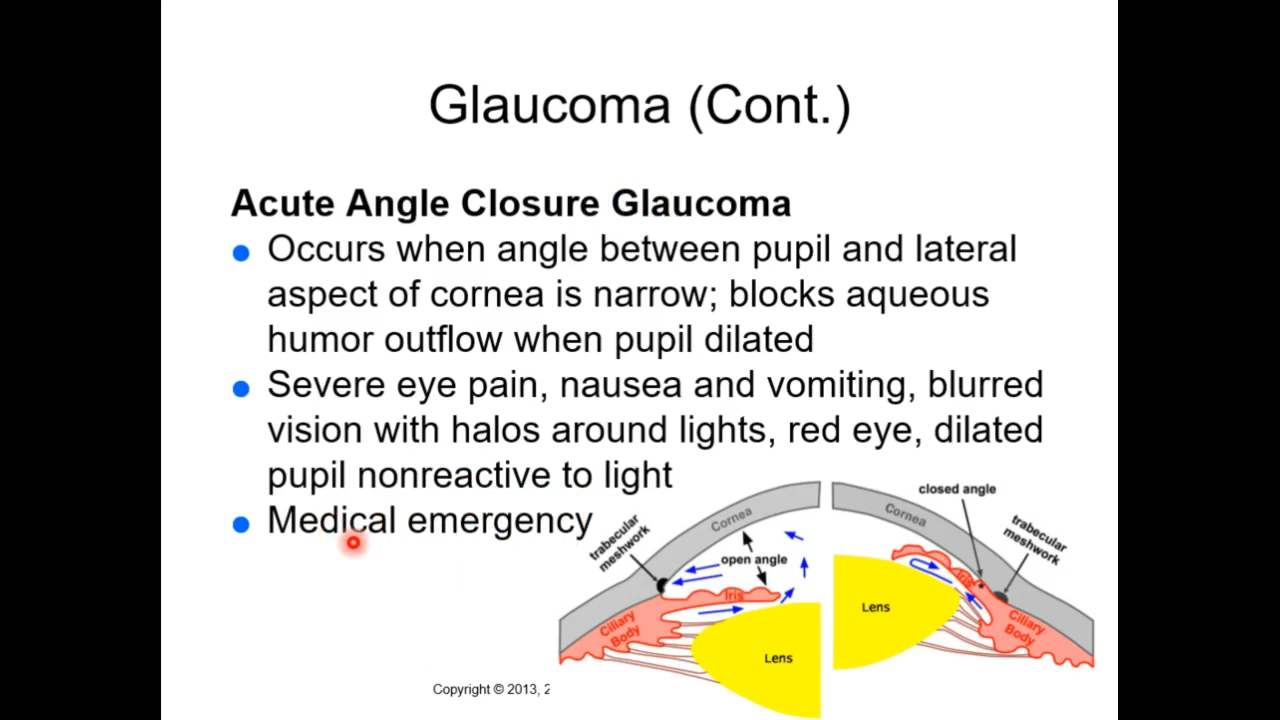 Glaucoma (Cont.)
Acute Angle Closure Glaucoma
Occurs when angle between pupil and lateral
aspect of cornea is narrow; blocks aqueous
humor outflow when pupil dilated
Severe eye pain, nausea and vomiting, blurred
vision with halos around lights, red eye, dilated
pupil nonreactive to light
Medical emergency
trabecular
meshwork
Cornea
open angle
Iris
Ciliary
Body
Lens
closed angle
Cornea
trabecular
meshwork
Iris
Lens
Ciliary
Body
Copyright © 2013, 2